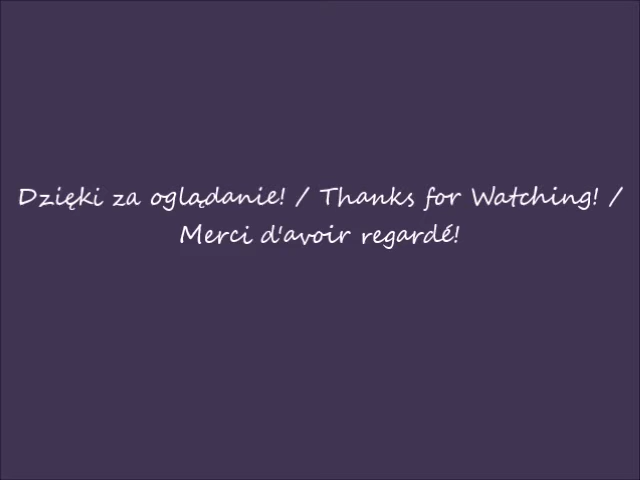 Dzięki za oglądanie! / Thanks for Watching! /
Merci d'avoir regardé!